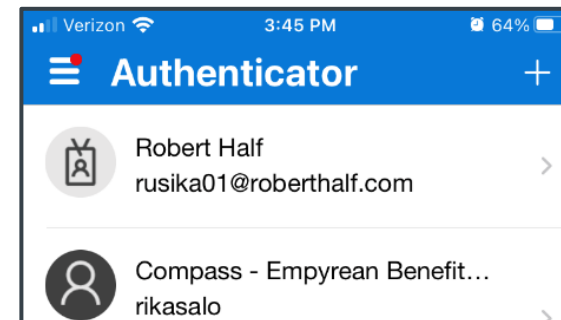 Verizon 3:45 PM 64%
Authenticator +
Robert Half
rusika01@roberthalf.com
Compass - Empyrean Benefit...
rikasalo